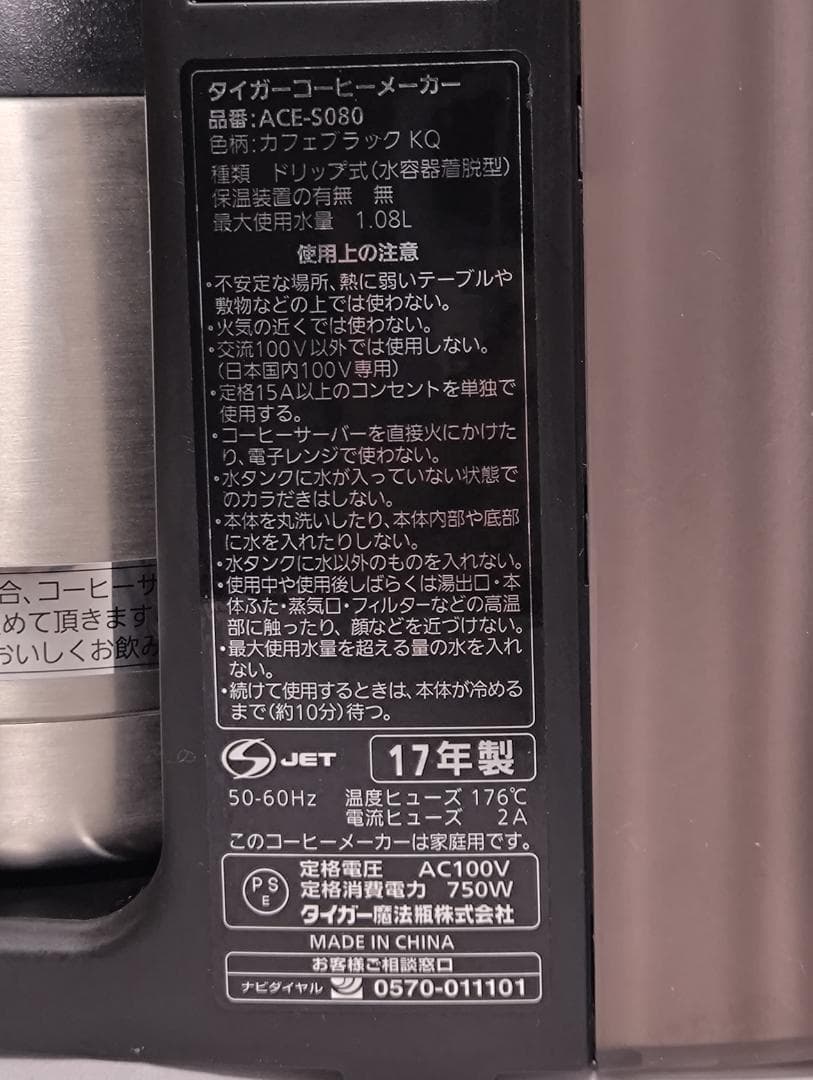 タイガーコーヒーメーカー
品番:ACE-S080
色柄:カフェブラック KQ
種類 ドリップ式(水容器着脱型)
保温装置の有無 無
最大使用水量 1.08L
使用上の注意
・不安定な場所、熱に弱いテーブルや
敷物などの上では使わない。
・火気の近くでは使わない。
・交流100V以外では使用しない。
(日本国内100V専用)
・定格15A以上のコンセントを単独で
使用する。
・コーヒーサーバーを直接火にかけた
り、電子レンジで使わない。
・水タンクに水が入っていない状態で
のカラだきはしない。
・本体を丸洗いしたり、本体内部や底部
に水を入れたりしない。
・水タンクに水以外のものを入れない。
・使用中や使用後しばらくは湯出口・本
体ふた・蒸気口・フィルターなどの高温
部に触ったり、顔などを近づけない。
・最大使用水量を超える量の水を入れ
ない。
・続けて使用するときは、本体が冷める
まで(約10分)待つ。
JET 17年製
50-60Hz 温度ヒューズ 176℃
電流ヒューズ 2A
このコーヒーメーカーは家庭用です。
PSE
定格電圧 AC100V
定格消費電力 750W
タイガー魔法瓶株式会社
MADE IN CHINA
お客様ご相談窓口
ナビダイヤル 0570-011101
合、コーヒーサ
めて頂きます
おいしくお飲み